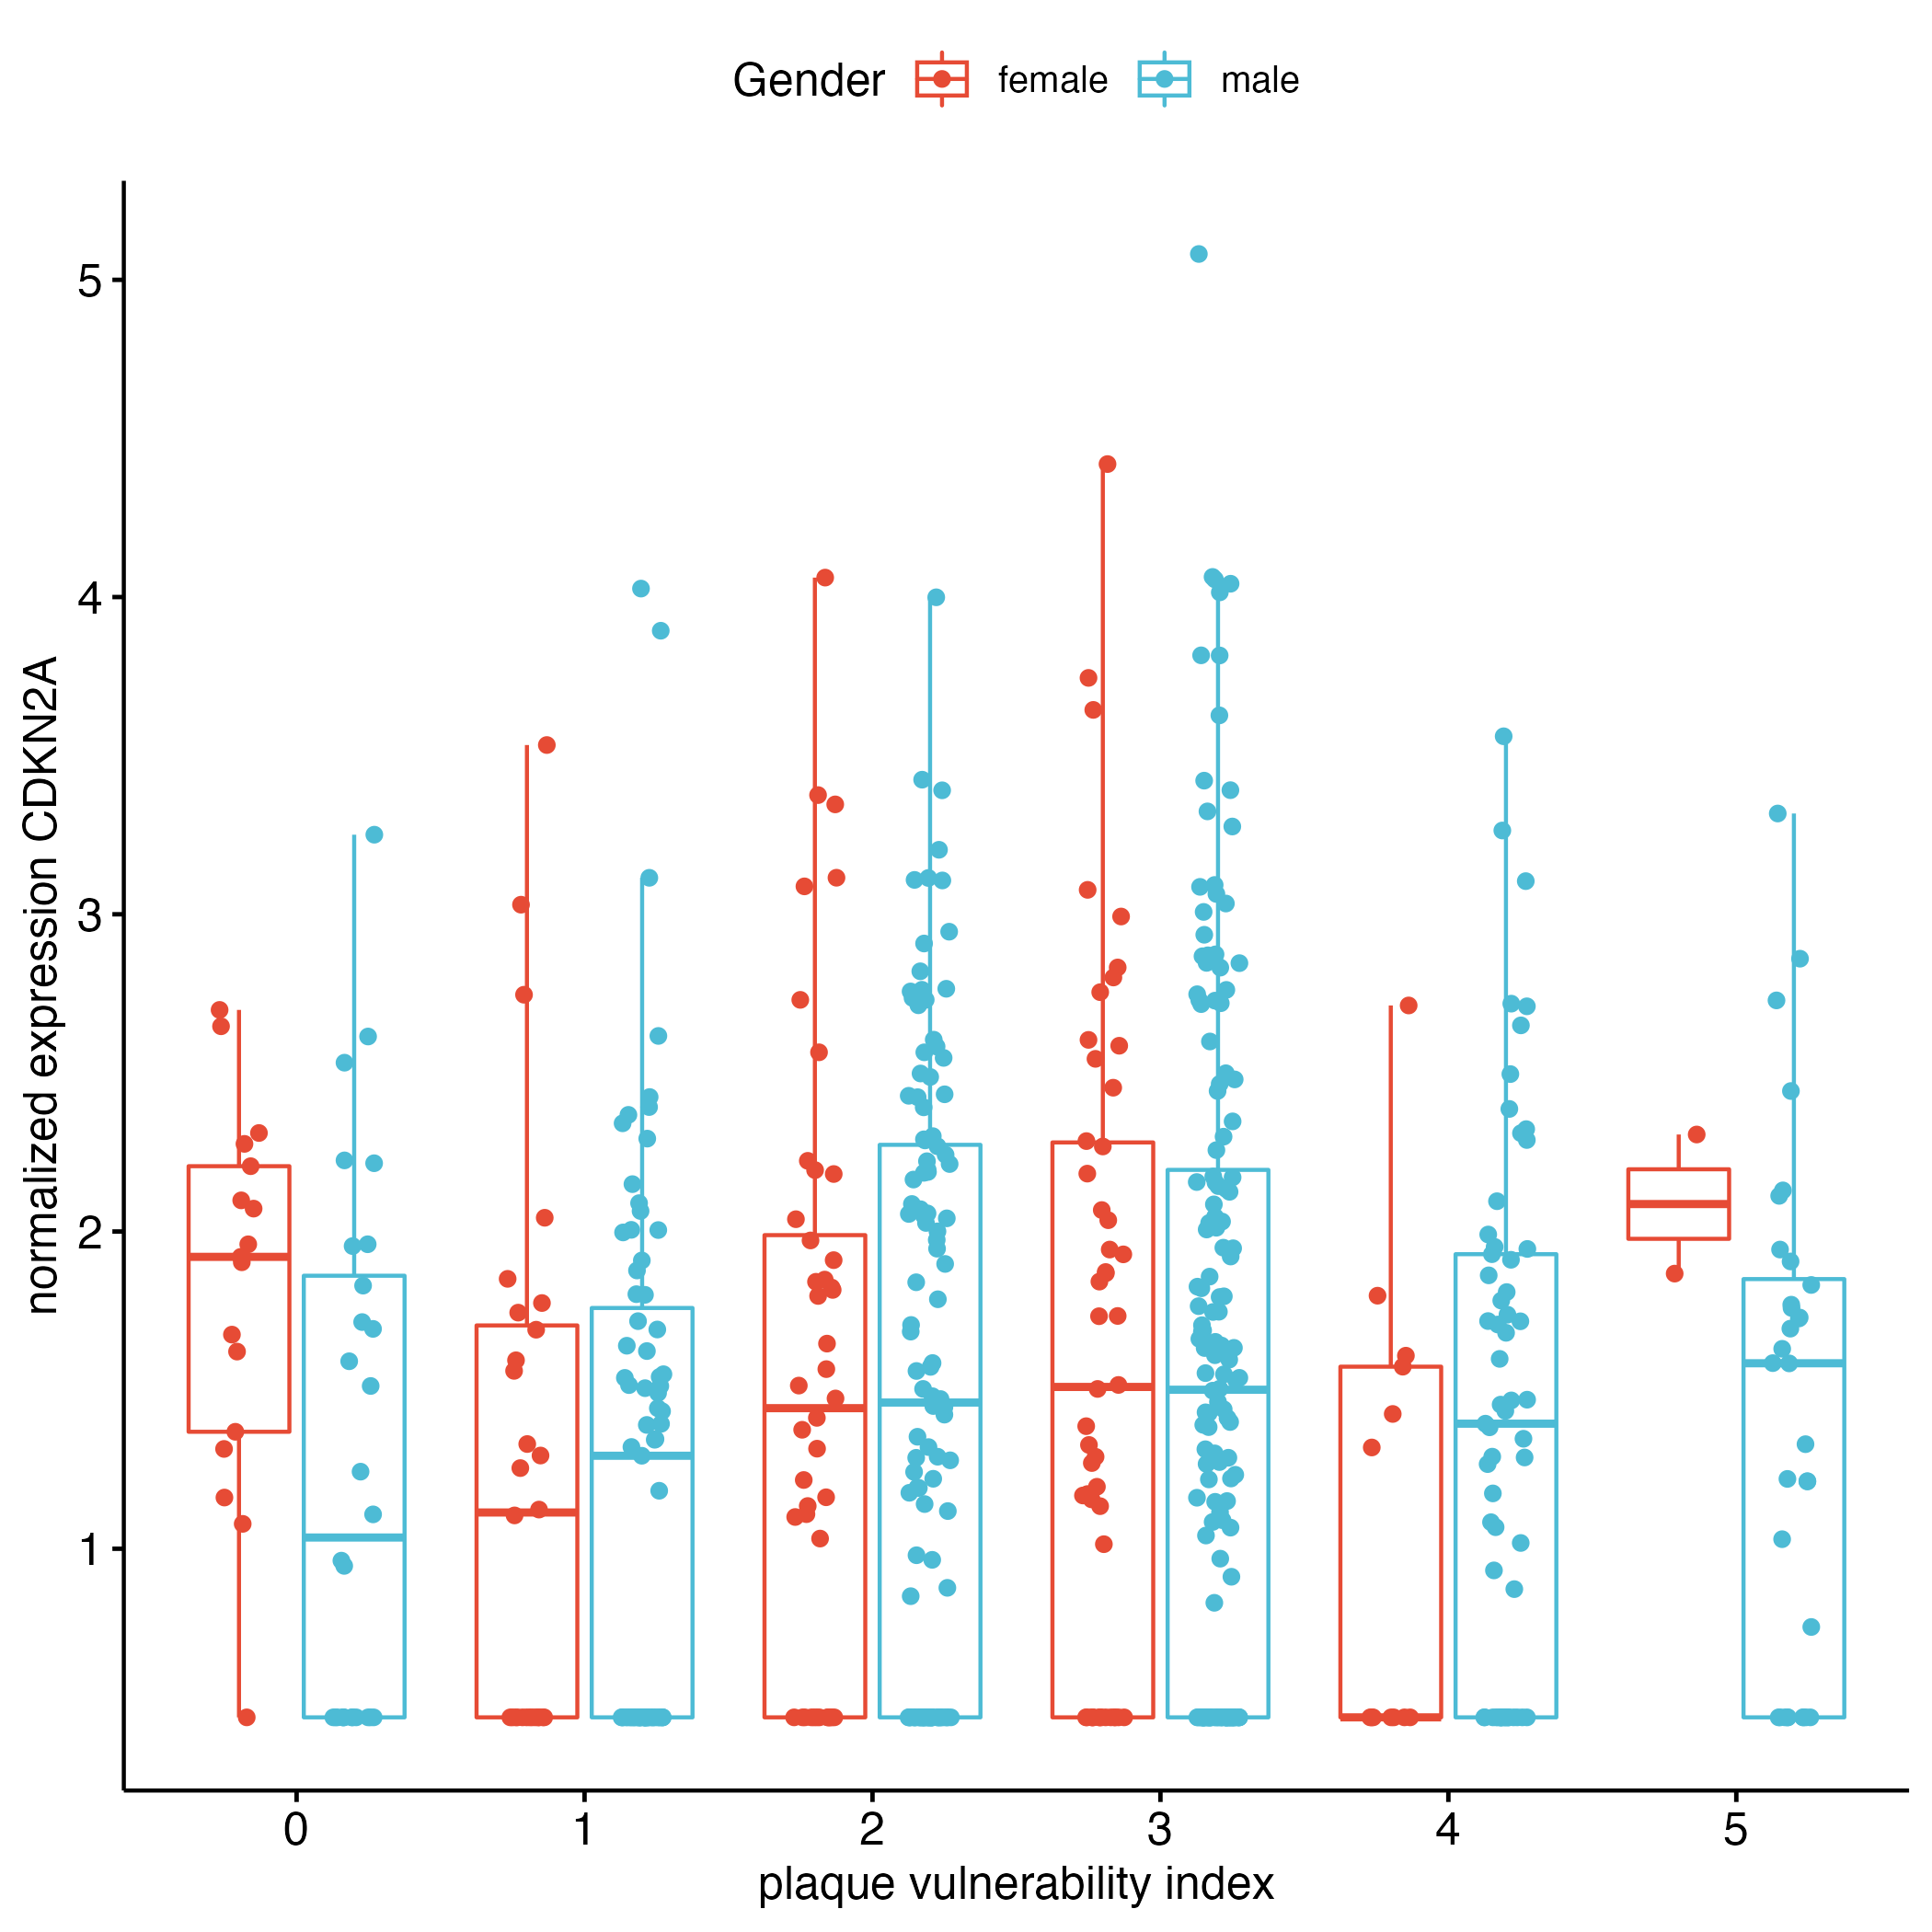 Gender female male
normalized expression CDKN2A
5
4
3
2
1
0 1 2 3 4 5
plaque vulnerability index